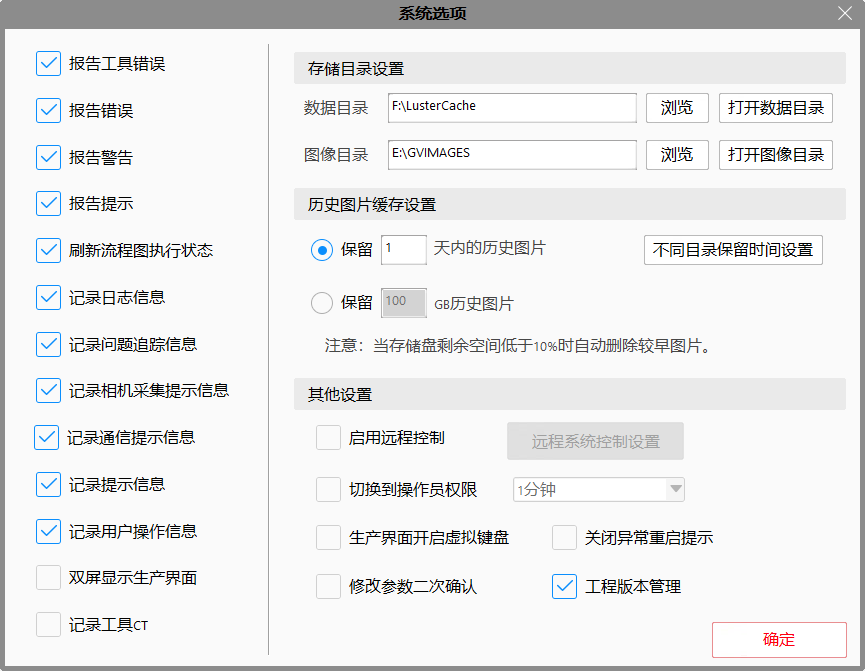 系统选项
报告工具错误
报告错误
报告警告
报告提示
刷新流程图执行状态
记录日志信息
记录问题追踪信息
记录相机采集提示信息
记录通信提示信息
记录提示信息
记录用户操作信息
双屏显示生产界面
记录工具CT
存储目录设置
数据目录 F:\LusterCache 浏览 打开数据目录
图像目录 E:\GVIMAGES 浏览 打开图像目录
历史图片缓存设置
保留 1 天内的历史图片 不同目录保留时间设置
保留 100 GB历史图片
注意：当存储盘剩余空间低于10%时自动删除较早图片。
其他设置
启用远程控制 远程系统控制设置
切换到操作员权限 1分钟
生产界面开启虚拟键盘 关闭异常重启提示
修改参数二次确认 工程版本管理
确定